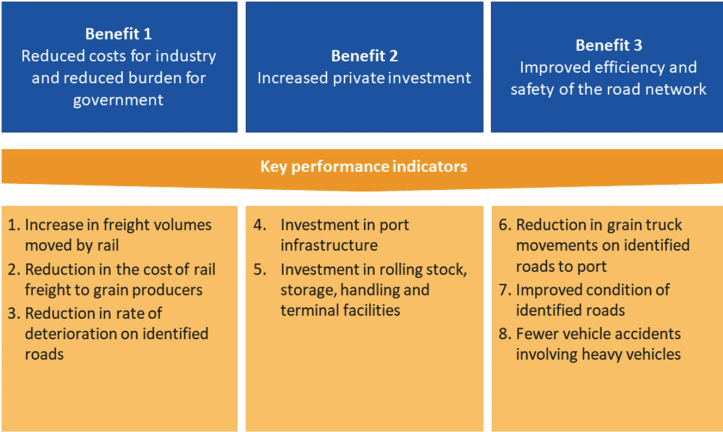 Benefit 1
Reduced costs for industry
and reduced burden for
government
Benefit 2
Increased private investment
Benefit 3
Improved efficiency and
safety of the road network
Key performance indicators
1. Increase in freight volumes
moved by rail
2. Reduction in the cost of rail
freight to grain producers
3. Reduction in rate of
deterioration on identified
roads
4. Investment in port
infrastructure
5. Investment in rolling stock,
storage, handling and
terminal facilities
6. Reduction in grain truck
movements on identified
roads to port
7. Improved condition of
identified roads
8. Fewer vehicle accidents
involving heavy vehicles